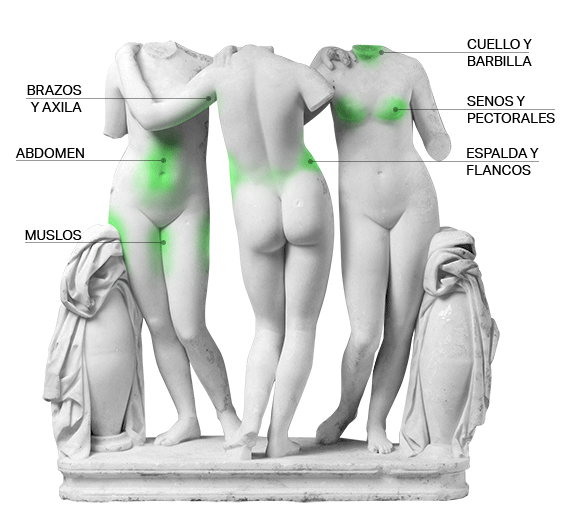 CUELLO Y
BARBILLA
BRAZOS
Y AXILA
SENOS Y
PECTORALES
ABDOMEN
ESPALDA Y
FLANCOS
MUSLOS